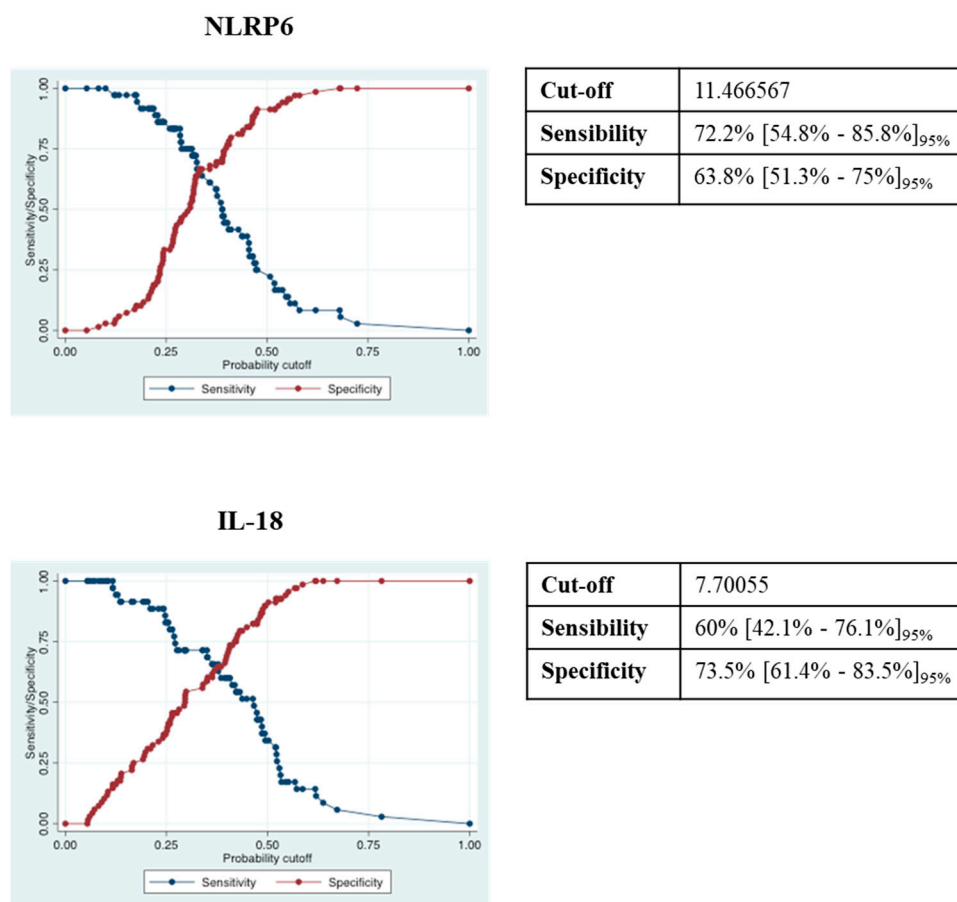 NLRP6
Sensitivity/Specificity
1.00
0.75
0.50
0.25
0.00
0.00 0.25 0.50 0.75 1.00
Probability cutoff
Sensitivity Specificity
Cut-off 11.466567
Sensibility 72.2% [54.8% - 85.8%]95%
Specificity 63.8% [51.3% - 75%]95%
IL-18
Sensitivity/Specificity
1.00
0.75
0.50
0.25
0.00
0.00 0.25 0.50 0.75 1.00
Probability cutoff
Sensitivity Specificity
Cut-off 7.70055
Sensibility 60% [42.1% - 76.1%]95%
Specificity 73.5% [61.4% - 83.5%]95%